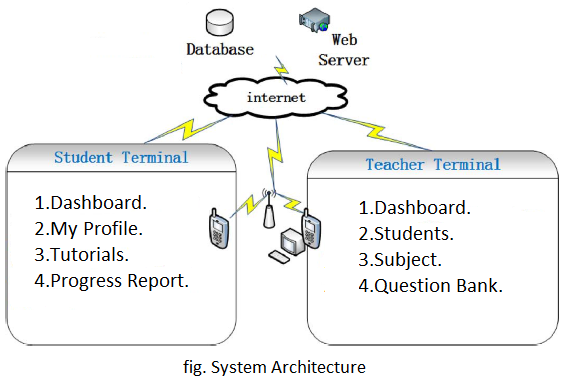 Database
Web
Server
internet
Student Terminal
1.Dashboard.
2.My Profile.
3.Tutorials.
4.Progress Report.
Teacher Terminal
1.Dashboard.
2.Students.
3.Subject.
4.Question Bank.
fig. System Architecture